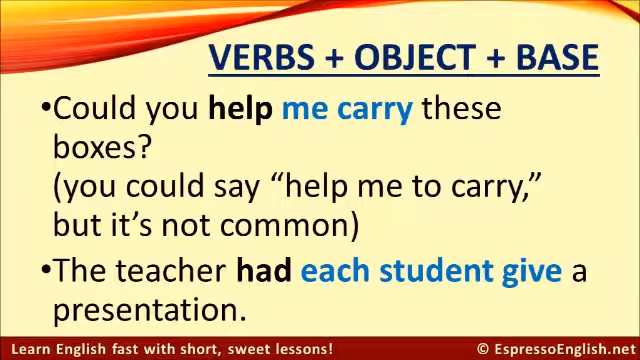 VERBS + OBJECT + BASE
•Could you help me carry these
boxes?
(you could say “help me to carry,”
but it’s not common)
•The teacher had each student give a
presentation.
Learn English fast with short, sweet lessons!
© EspressoEnglish.net